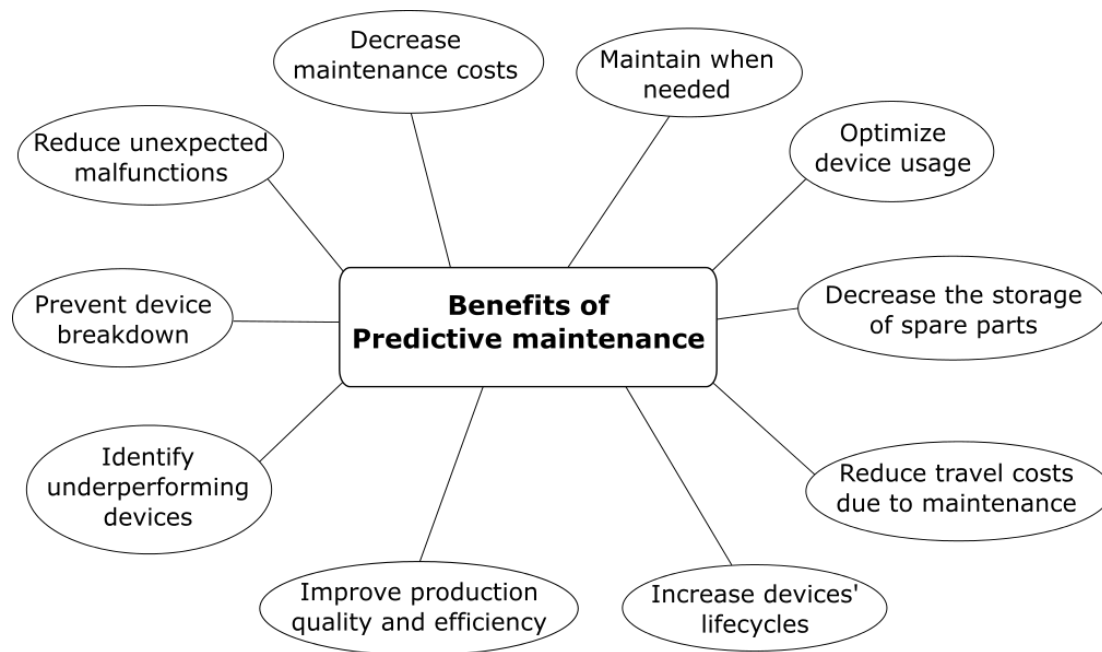 Decrease
maintenance costs
Maintain when
needed
Reduce unexpected
malfunctions
Optimize
device usage
Benefits of
Predictive maintenance
Prevent device
breakdown
Decrease the storage
of spare parts
Identify
underperforming
devices
Reduce travel costs
due to maintenance
Improve production
quality and efficiency
Increase devices'
lifecycles